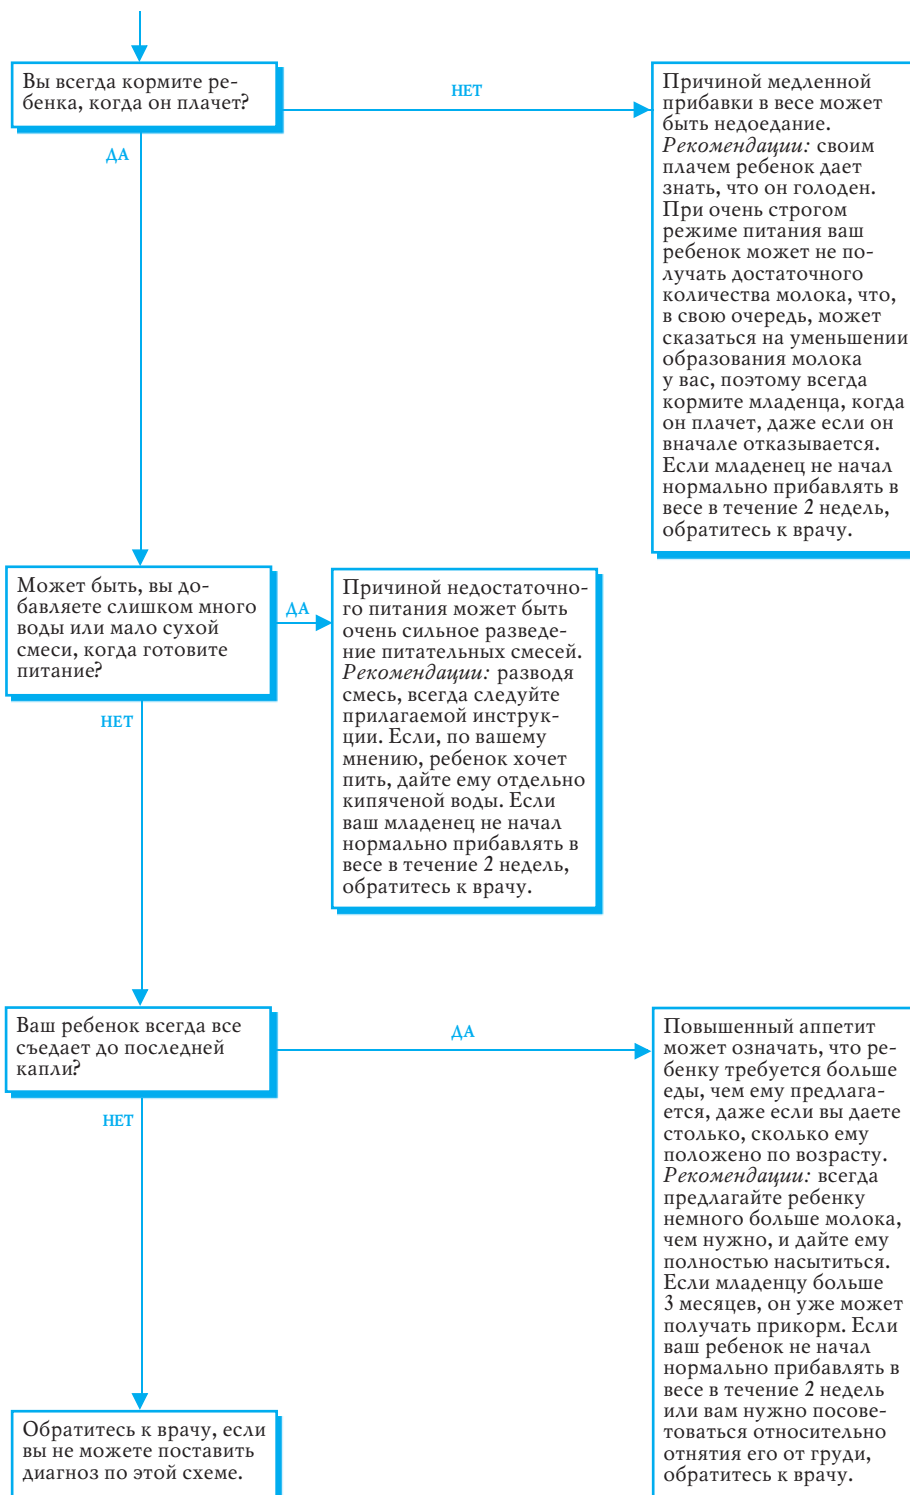 Вы всегда кормите ре-
бенка, когда он плачет?
НЕТ
ДА
Причиной медленной
прибавки в весе может
быть недоедание.
Рекомендации: своим
плачем ребенок дает
знать, что он голоден.
При очень строгом
режиме питания ваш
ребенок может не по-
лучать достаточного
количества молока, что,
в свою очередь, может
сказаться на уменьшении
образования молока
у вас, поэтому всегда
кормите младенца, когда
он плачет, даже если он
вначале отказывается.
Если младенец не начал
нормально прибавлять в
весе в течение 2 недель,
обратитесь к врачу.
Может быть, вы до-
бавляете слишком много
воды или мало сухой
смеси, когда готовите
питание?
ДА
НЕТ
Причиной недостаточно-
го питания может быть
очень сильное разведе-
ние питательных смесей.
Рекомендации: разводя
смесь, всегда следуйте
прилагаемой инструк-
ции. Если, по вашему
мнению, ребенок хочет
пить, дайте ему отдельно
кипяченой воды. Если
ваш младенец не начал
нормально прибавлять в
весе в течение 2 недель,
обратитесь к врачу.
Ваш ребенок всегда все
съедает до последней
капли?
ДА
НЕТ
Повышенный аппетит
может означать, что ре-
бенку требуется больше
еды, чем ему предлага-
ется, даже если вы даете
столько, сколько ему
положено по возрасту.
Рекомендации: всегда
предлагайте ребенку
немного больше молока,
чем нужно, и дайте ему
полностью насытиться.
Если младенцу больше
3 месяцев, он уже может
получать прикорм. Если
ваш ребенок не начал
нормально прибавлять в
весе в течение 2 недель
или вам нужно посове-
товаться относительно
отнятия его от груди,
обратитесь к врачу.
Обратитесь к врачу, если
вы не можете поставить
диагноз по этой схеме.